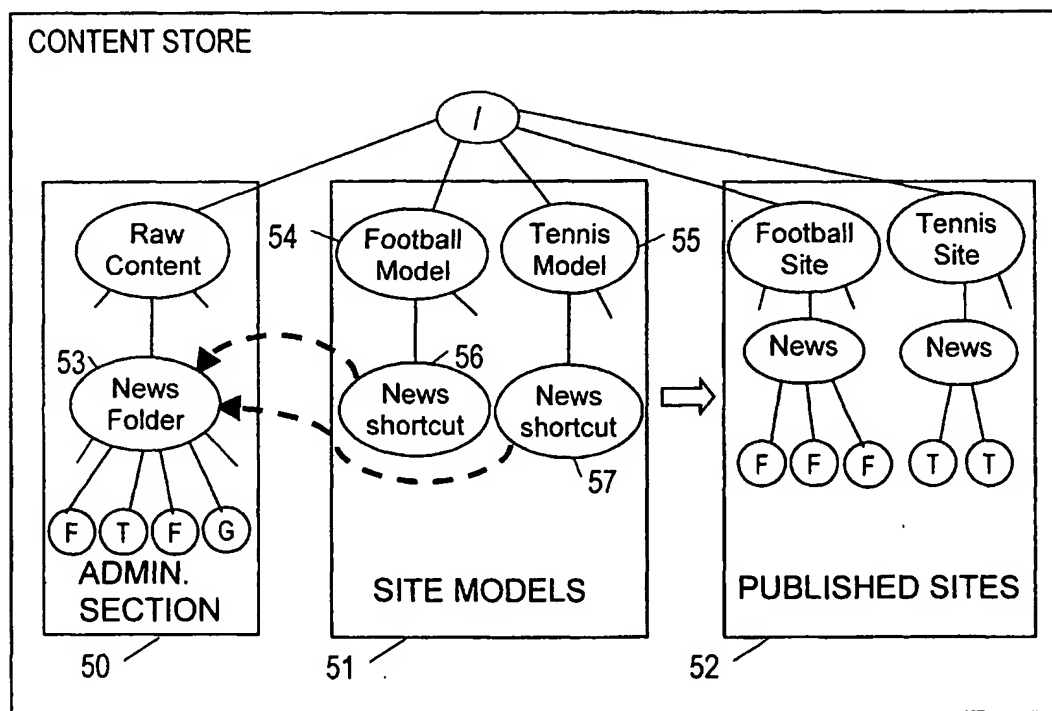 CONTENT STORE
/
Raw
Content
54
Football
Model
Tennis
Model
55
Football
Site
Tennis
Site
53
News
Folder
56
News
shortcut
News
shortcut
57
News
News
F
F
F
T
T
F
T
F
G
ADMIN.
SECTION
SITE MODELS
PUBLISHED SITES
50
51
52